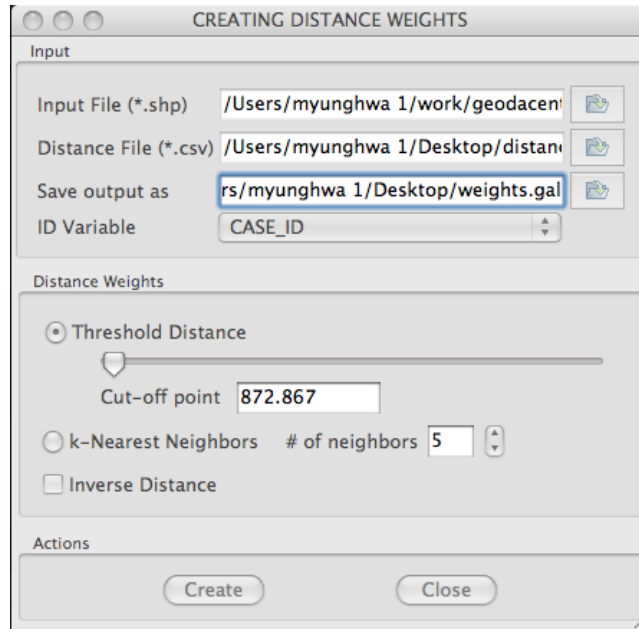 CREATING DISTANCE WEIGHTS
Input
Input File (*.shp) /Users/myunghwa 1/work/geodacent
Distance File (*.csv) /Users/myunghwa 1/Desktop/distanc
Save output as rs/myunghwa 1/Desktop/weights.gal
ID Variable CASE_ID
Distance Weights
Threshold Distance
Cut-off point 872.867
k-Nearest Neighbors # of neighbors 5
Inverse Distance
Actions
Create Close